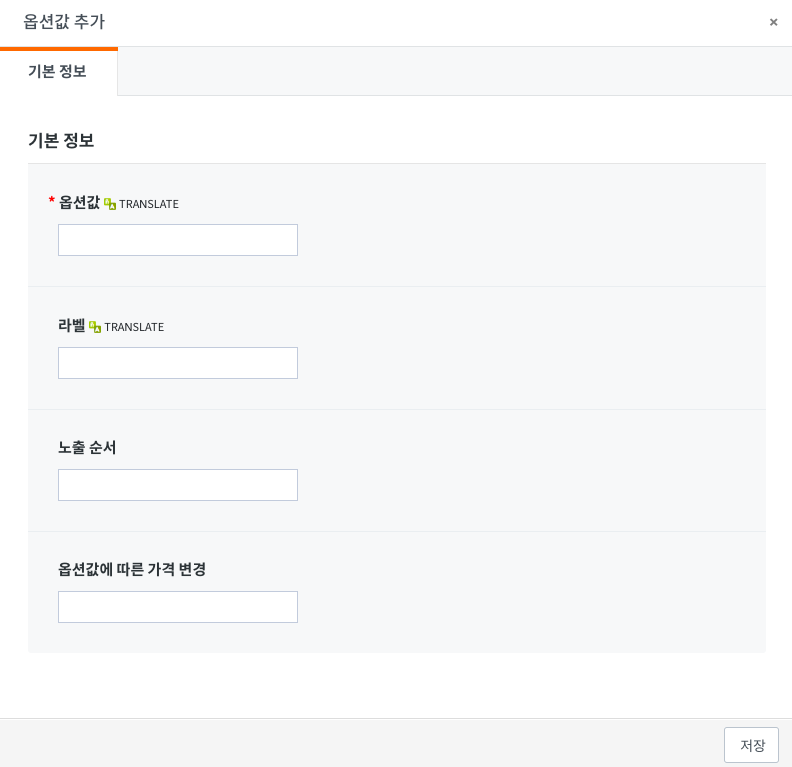 옵션값 추가
×
기본 정보
기본 정보
* 옵션값 TRANSLATE
라벨 TRANSLATE
노출 순서
옵션값에 따른 가격 변경
저장